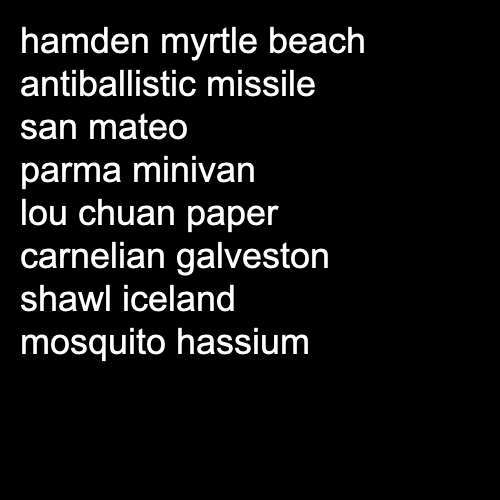 hamden myrtle beach
antiballistic missile
san mateo
parma minivan
lou chuan paper
carnelian galveston
shawl iceland
mosquito hassium